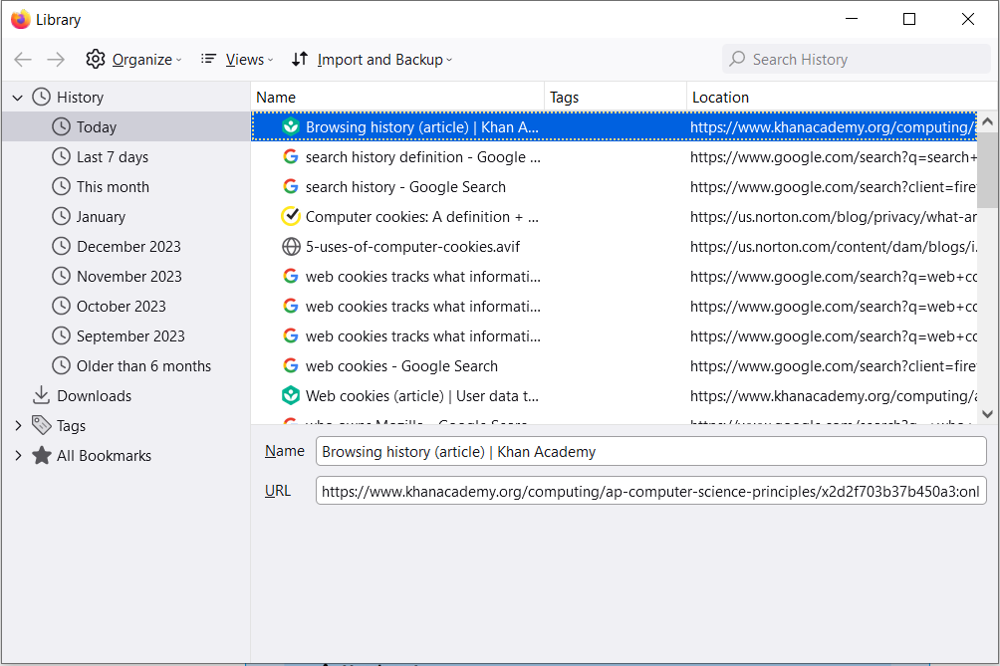 Library
Organize Views Import and Backup Search History
History
Today
Last 7 days
This month
January
December 2023
November 2023
October 2023
September 2023
Older than 6 months
Downloads
Tags
All Bookmarks
Name Tags Location
Browsing history (article) | Khan A... https://www.khanacademy.org/computing/
search history definition - Google ... https://www.google.com/search?q=search+
search history - Google Search https://www.google.com/search?client=firef
Computer cookies: A definition + ... https://us.norton.com/blog/privacy/what-ar
5-uses-of-computer-cookies.avif https://us.norton.com/content/dam/blogs/i
web cookies tracks what informati... https://www.google.com/search?q=web+co
web cookies tracks what informati... https://www.google.com/search?q=web+co
web cookies tracks what informati... https://www.google.com/search?q=web+co
web cookies - Google Search https://www.google.com/search?client=firef
Web cookies (article) | User data t... https://www.khanacademy.org/computing/a
who owns Mozilla - Google Sear
Name Browsing history (article) | Khan Academy
URL https://www.khanacademy.org/computing/ap-computer-science-principles/x2d2f703b37b450a3:onl